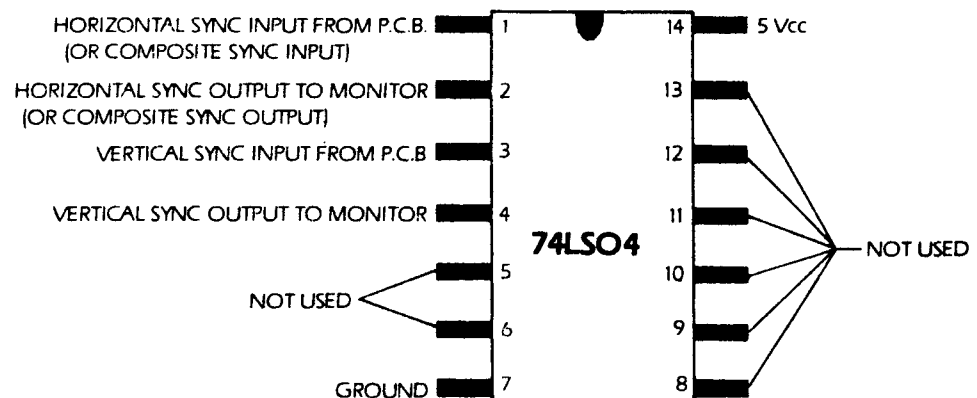 HORIZONTAL SYNC INPUT FROM P.C.B.
(OR COMPOSITE SYNC INPUT)
HORIZONTAL SYNC OUTPUT TO MONITOR
(OR COMPOSITE SYNC OUTPUT)
VERTICAL SYNC INPUT FROM P.C.B
VERTICAL SYNC OUTPUT TO MONITOR
NOT USED
GROUND
1
2
3
4
5
6
7
74LSO4
14
13
12
11
10
9
8
5 Vcc
NOT USED